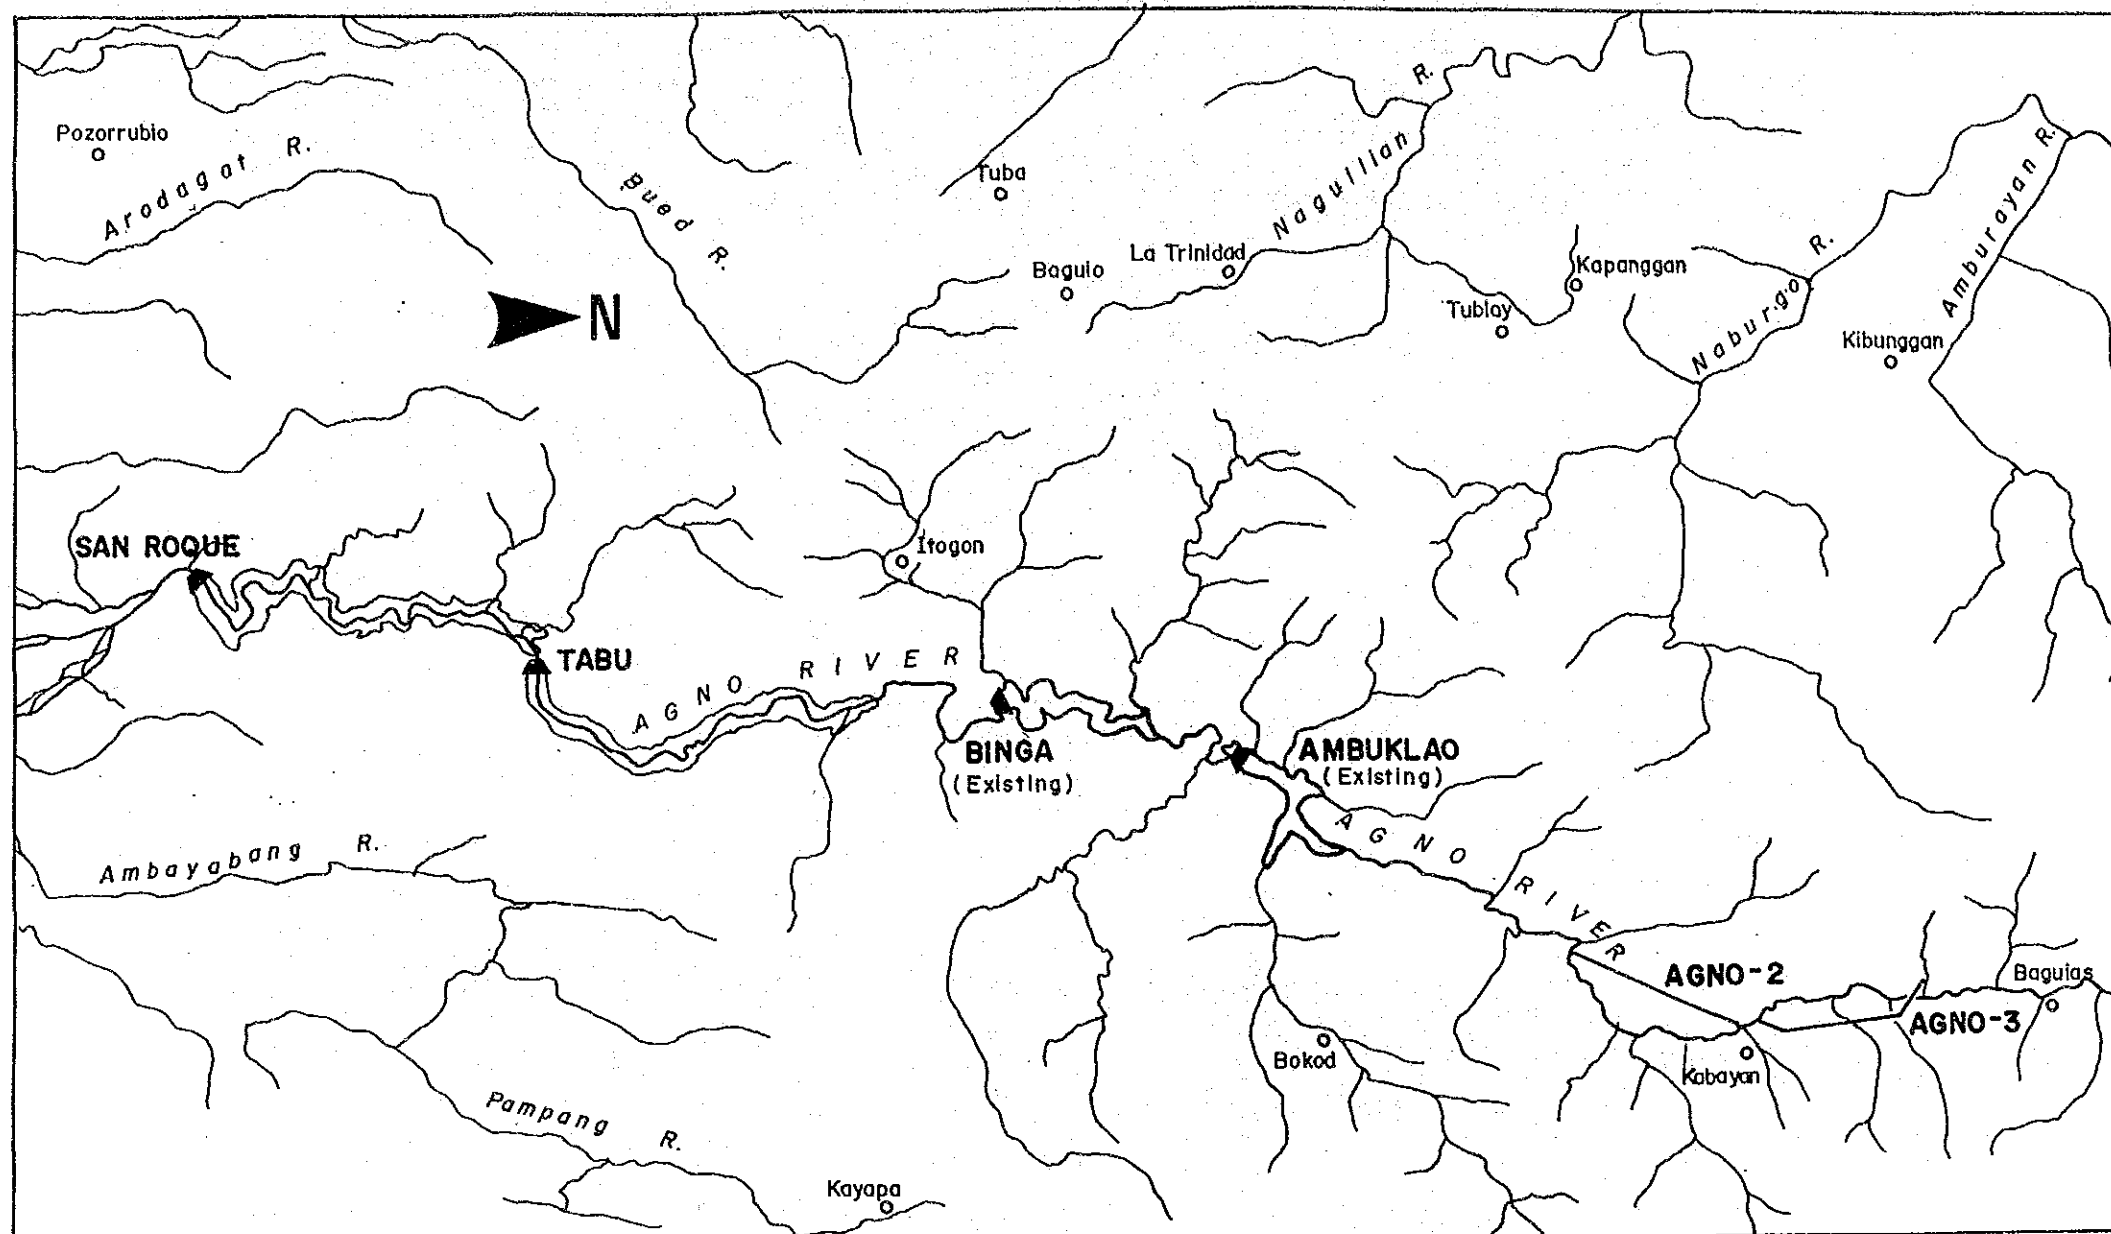 Pozorrubio
Arodagat R.
Bued R.
Tuba
Nagullian R.
Baguio
La Trinidad
Kapanggan
Tublay
Naburgo R.
Amburayan R.
Kibunggan
N
SAN ROQUE
Itogon
TABU
AGNO RIVER
BINGA
(Existing)
AMBUKLAO
(Existing)
AGNO RIVER
Ambayabang R.
AGNO-2
Baguias
AGNO-3
Bokod
Kabayan
Pampang R.
Kayapa